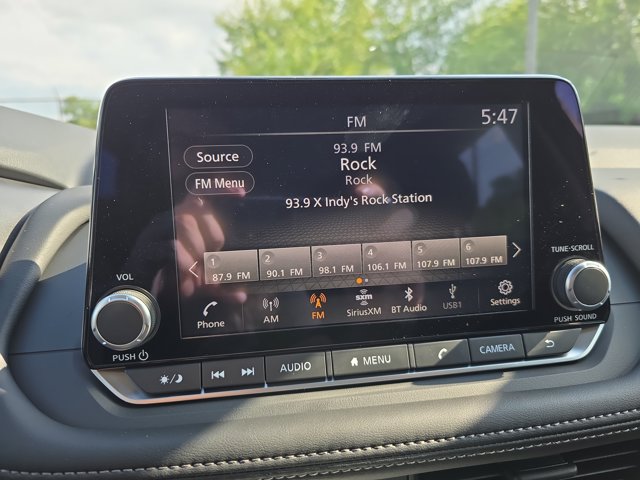 FM
5:47
Source
93.9 FM
Rock
FM Menu
Rock
93.9 X Indy's Rock Station
1 2 3 4 5 6
87.9 FM 90.1 FM 98.1 FM 106.1 FM 107.9 FM 107.9 FM
Phone AM FM sxm SiriusXM BT Audio USB1 Settings
VOL
PUSH
TUNE·SCROLL
PUSH SOUND
AUDIO MENU CAMERA